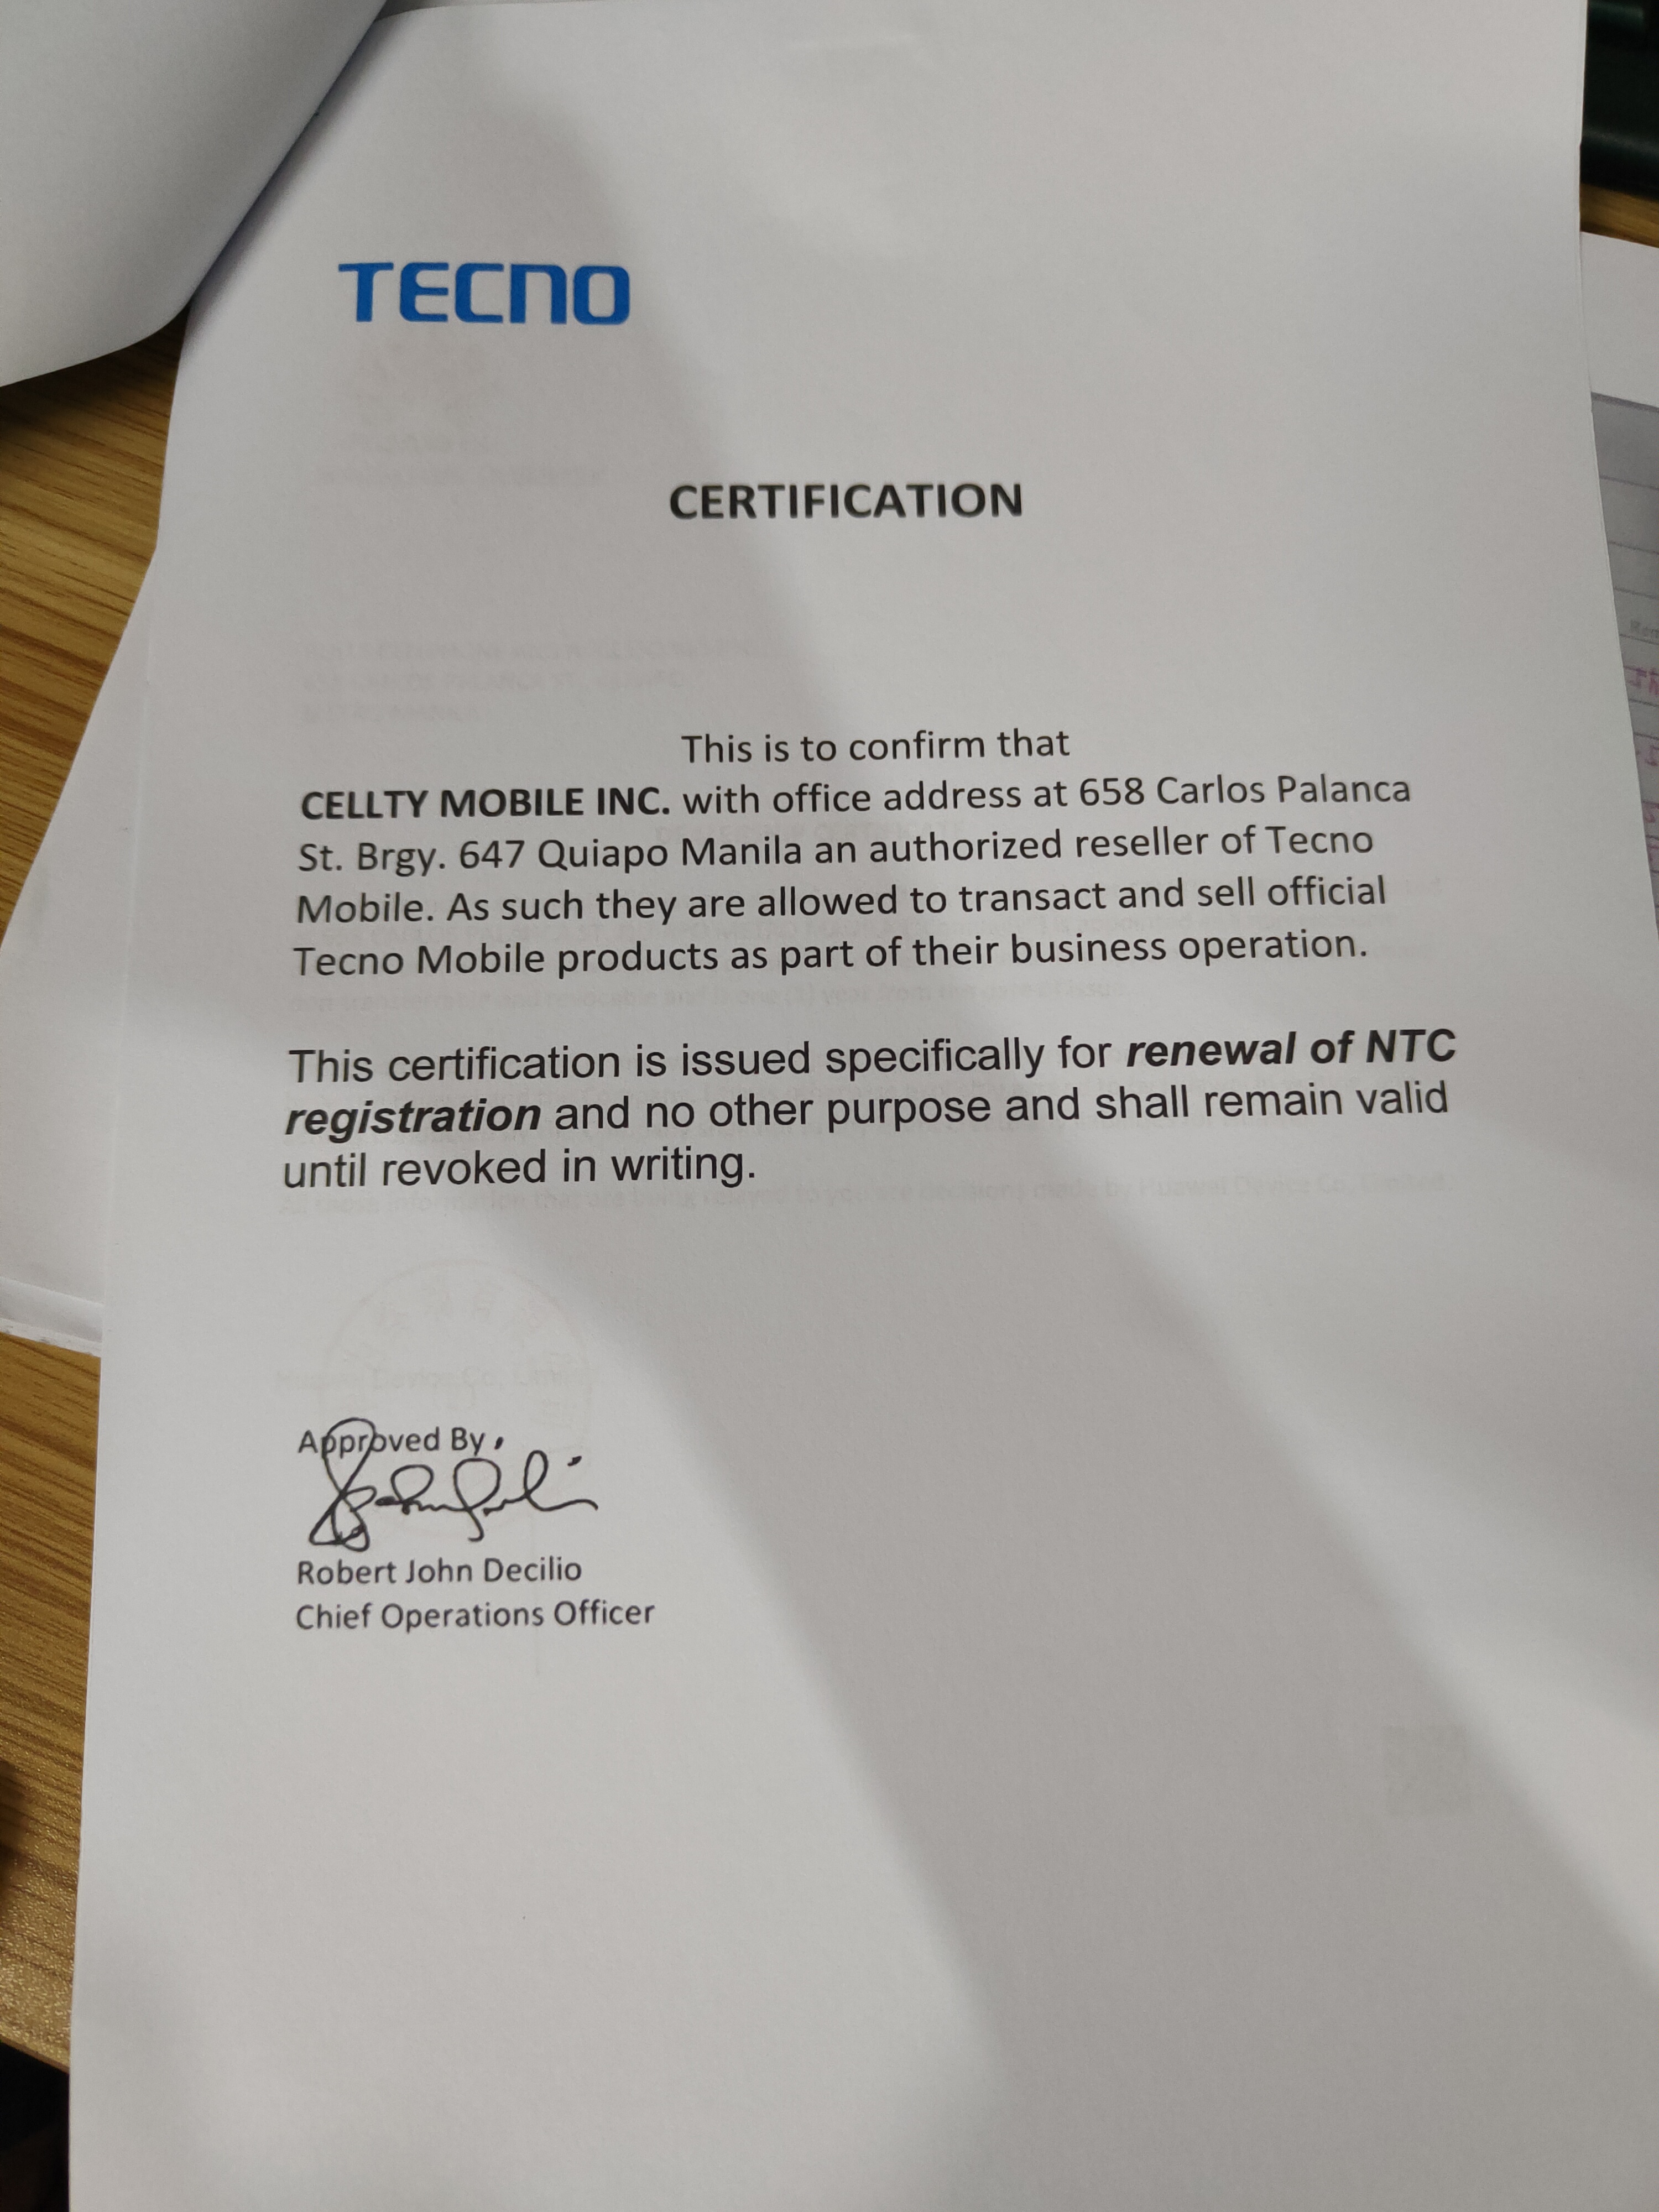 TECNO
CERTIFICATION
This is to confirm that
CELLTY MOBILE INC. with office address at 658 Carlos Palanca
St. Brgy. 647 Quiapo Manila an authorized reseller of Tecno
Mobile. As such they are allowed to transact and sell official
Tecno Mobile products as part of their business operation.
This certification is issued specifically for renewal of NTC
registration and no other purpose and shall remain valid
until revoked in writing.
Approved By
Robert John Decilio
Chief Operations Officer